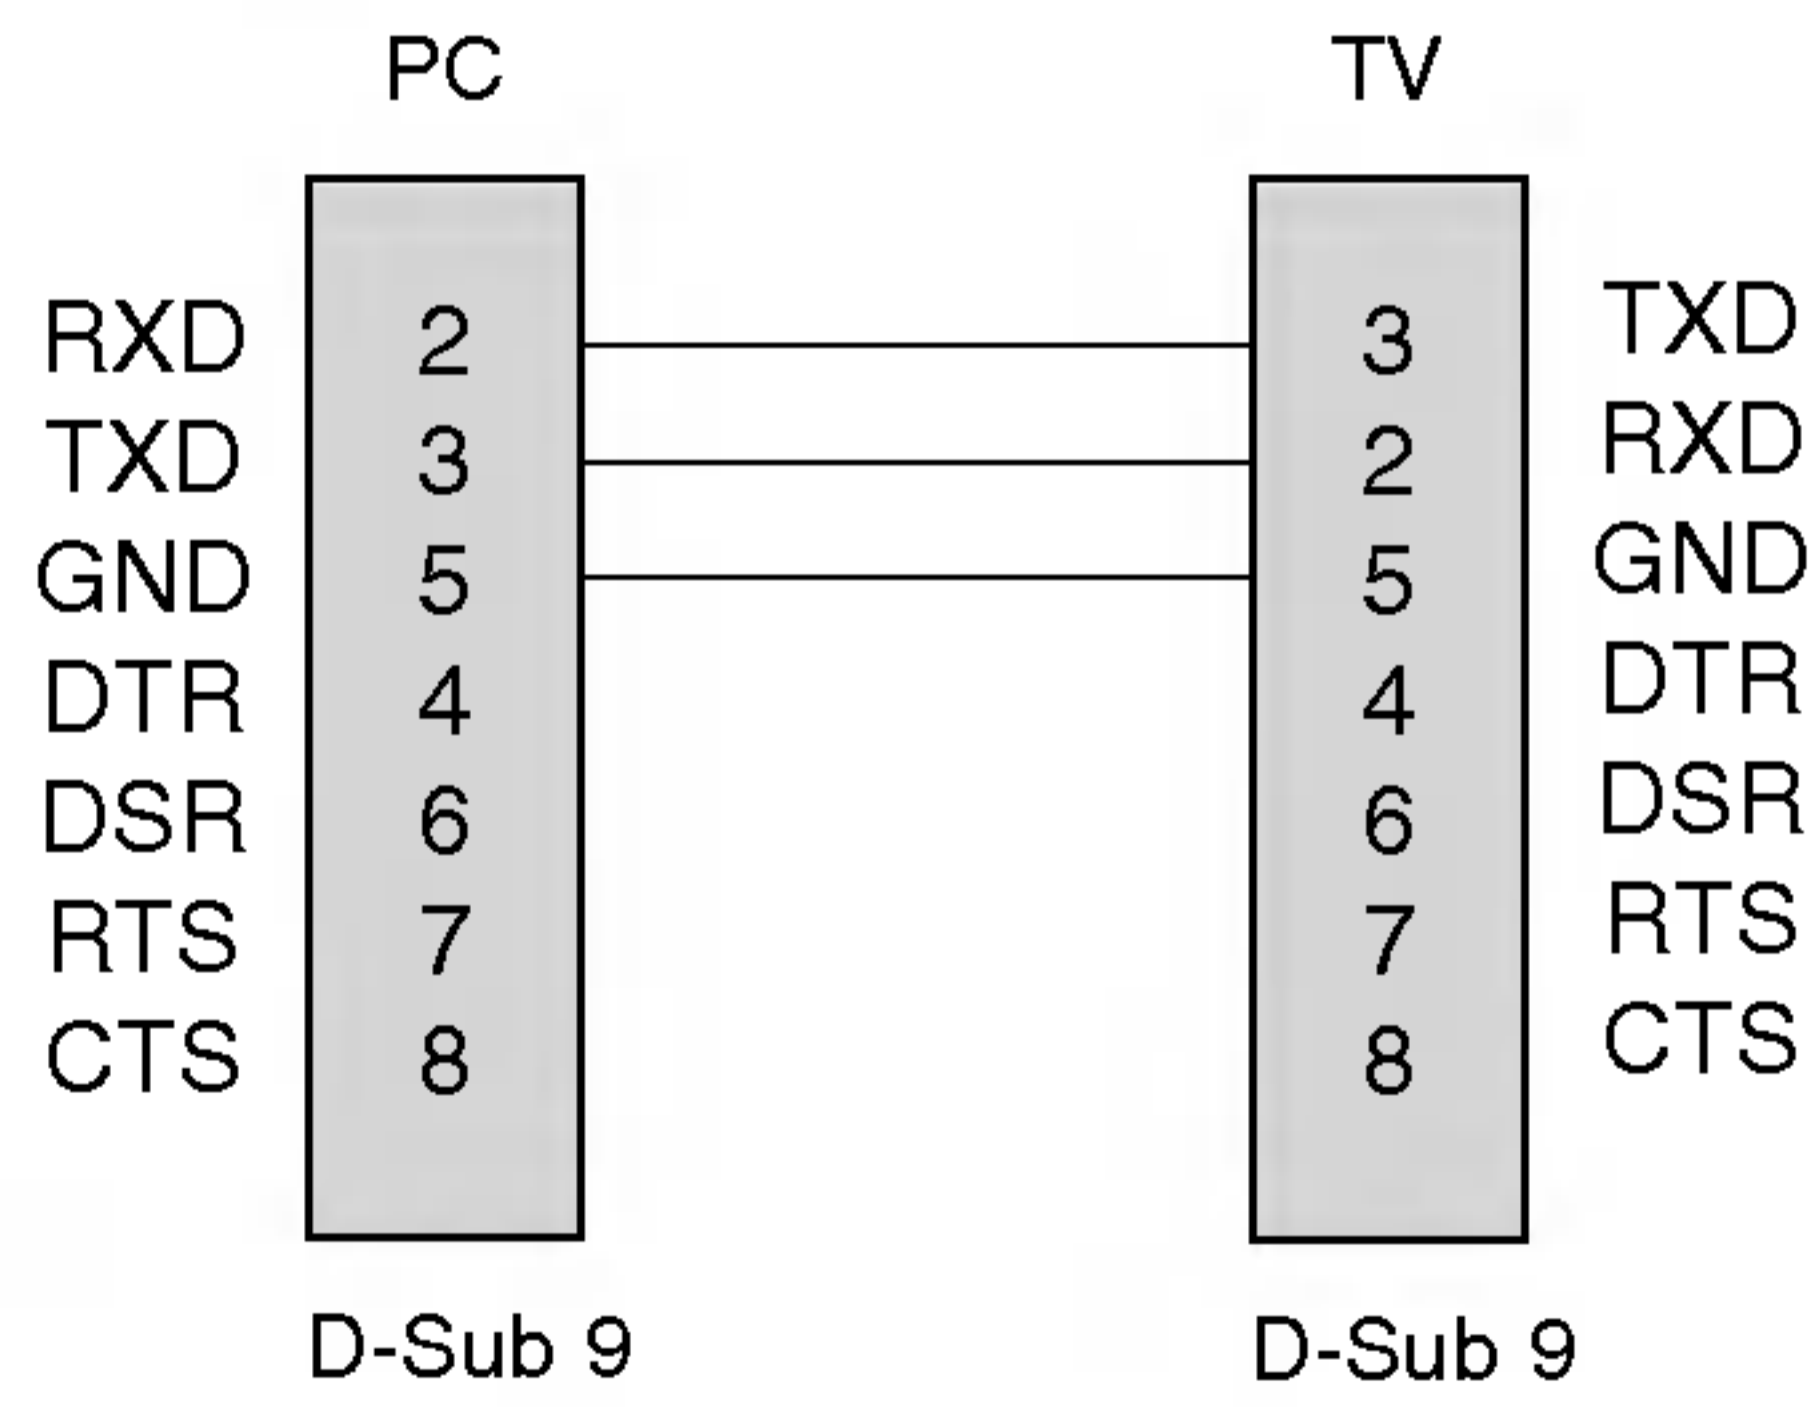 PC TV
RXD 2 3 TXD
TXD 3 2 RXD
GND 5 5 GND
DTR 4 4 DTR
DSR 6 6 DSR
RTS 7 7 RTS
CTS 8 8 CTS
D-Sub 9 D-Sub 9